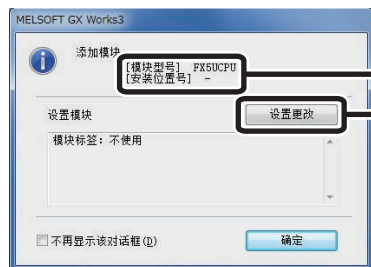 MELSOFT GX Works3
添加模块
[模块型号] FX5UCPU
[安装位置号] -
设置模块
设置更改
模块标签：不使用
不再显示该对话框(D)
确定